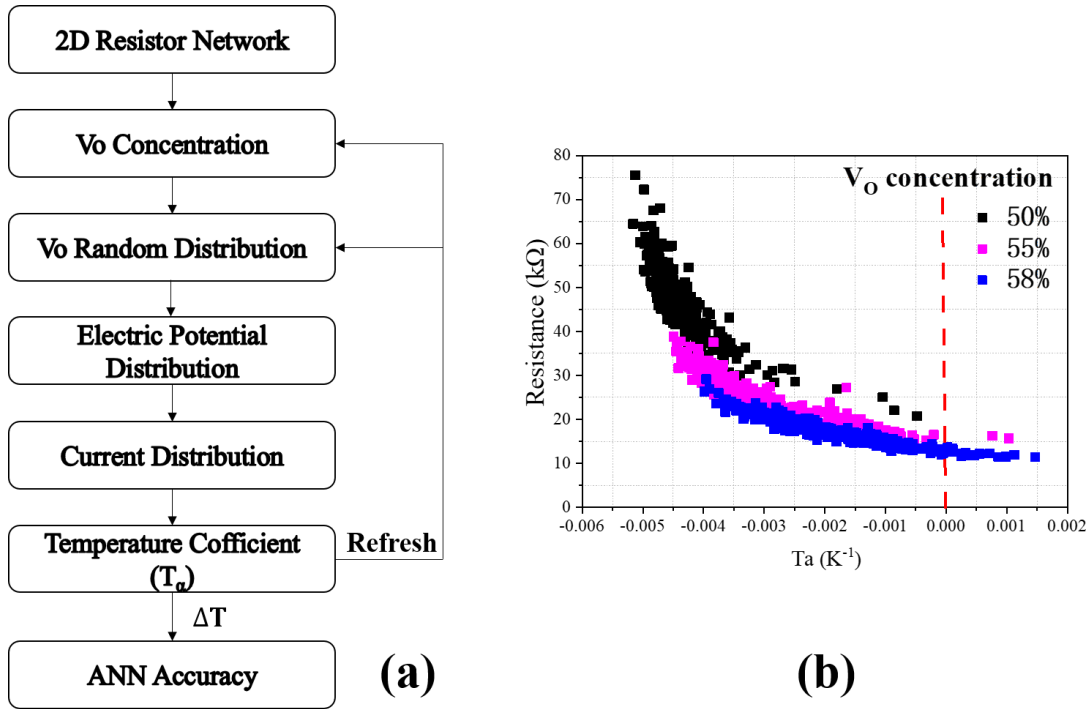 2D Resistor Network
Vo Concentration
Vo Random Distribution
Electric Potential
Distribution
Current Distribution
Temperature Cofficient
(Tα)
Refresh
ΔT
ANN Accuracy
(a)
80
70
60
50
40
30
20
10
0
Resistance (kΩ)
VO concentration
50%
55%
58%
-0.006
-0.005
-0.004
-0.003
-0.002
-0.001
0.000
0.001
0.002
Ta (K-1)
(b)